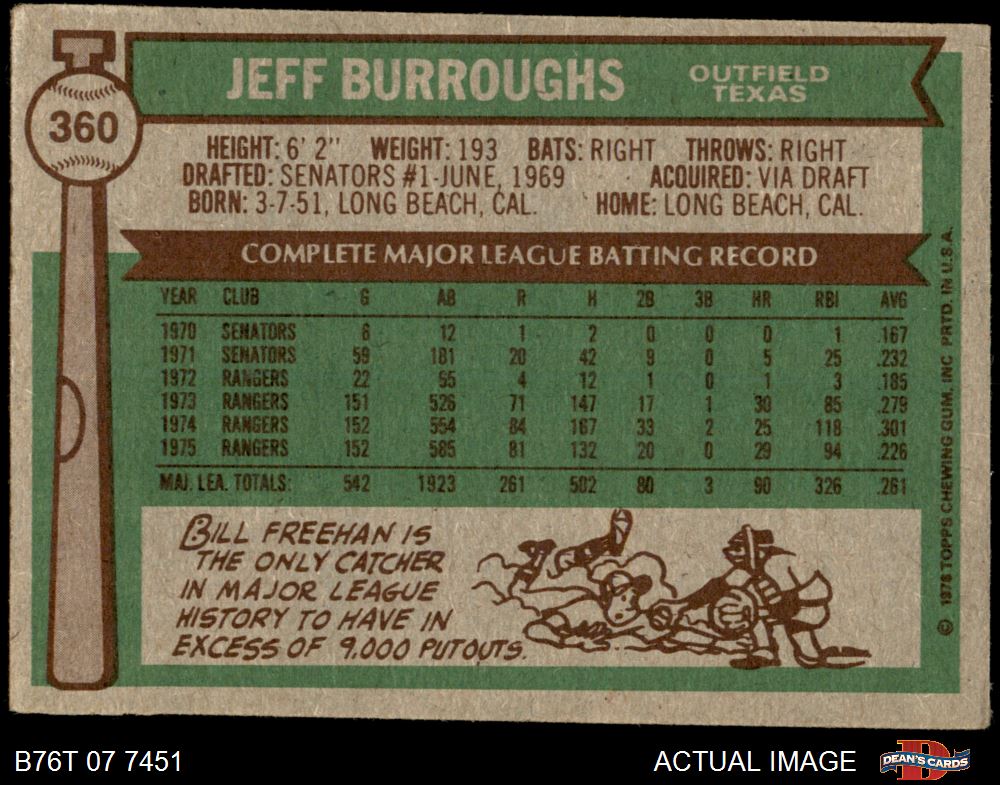 JEFF BURROUGHS
OUTFIELD
TEXAS
360
HEIGHT: 6' 2" WEIGHT: 193 BATS: RIGHT THROWS: RIGHT
DRAFTED: SENATORS #1-JUNE, 1969 ACQUIRED: VIA DRAFT
BORN: 3-7-51, LONG BEACH, CAL. HOME: LONG BEACH, CAL.
COMPLETE MAJOR LEAGUE BATTING RECORD
YEAR CLUB G AB R H 2B 3B HR RBI AVG
1970 SENATORS 6 12 1 2 0 0 0 1 .167
1971 SENATORS 59 181 20 42 9 0 5 25 .232
1972 RANGERS 22 65 4 12 1 0 1 3 .185
1973 RANGERS 151 526 71 147 17 1 30 85 .279
1974 RANGERS 152 554 84 167 33 2 25 118 .301
1975 RANGERS 152 585 81 132 20 0 29 94 .226
MAJ. LEA. TOTALS: 542 1923 261 502 80 3 90 326 .261
BILL FREEHAN IS
THE ONLY CATCHER
IN MAJOR LEAGUE
HISTORY TO HAVE IN
EXCESS OF 9,000 PUTOUTS.
© 1976 TOPPS CHEWING GUM, INC PRTD. IN U.S.A.
B76T 07 7451
ACTUAL IMAGE
D
DEAN'S CARDS